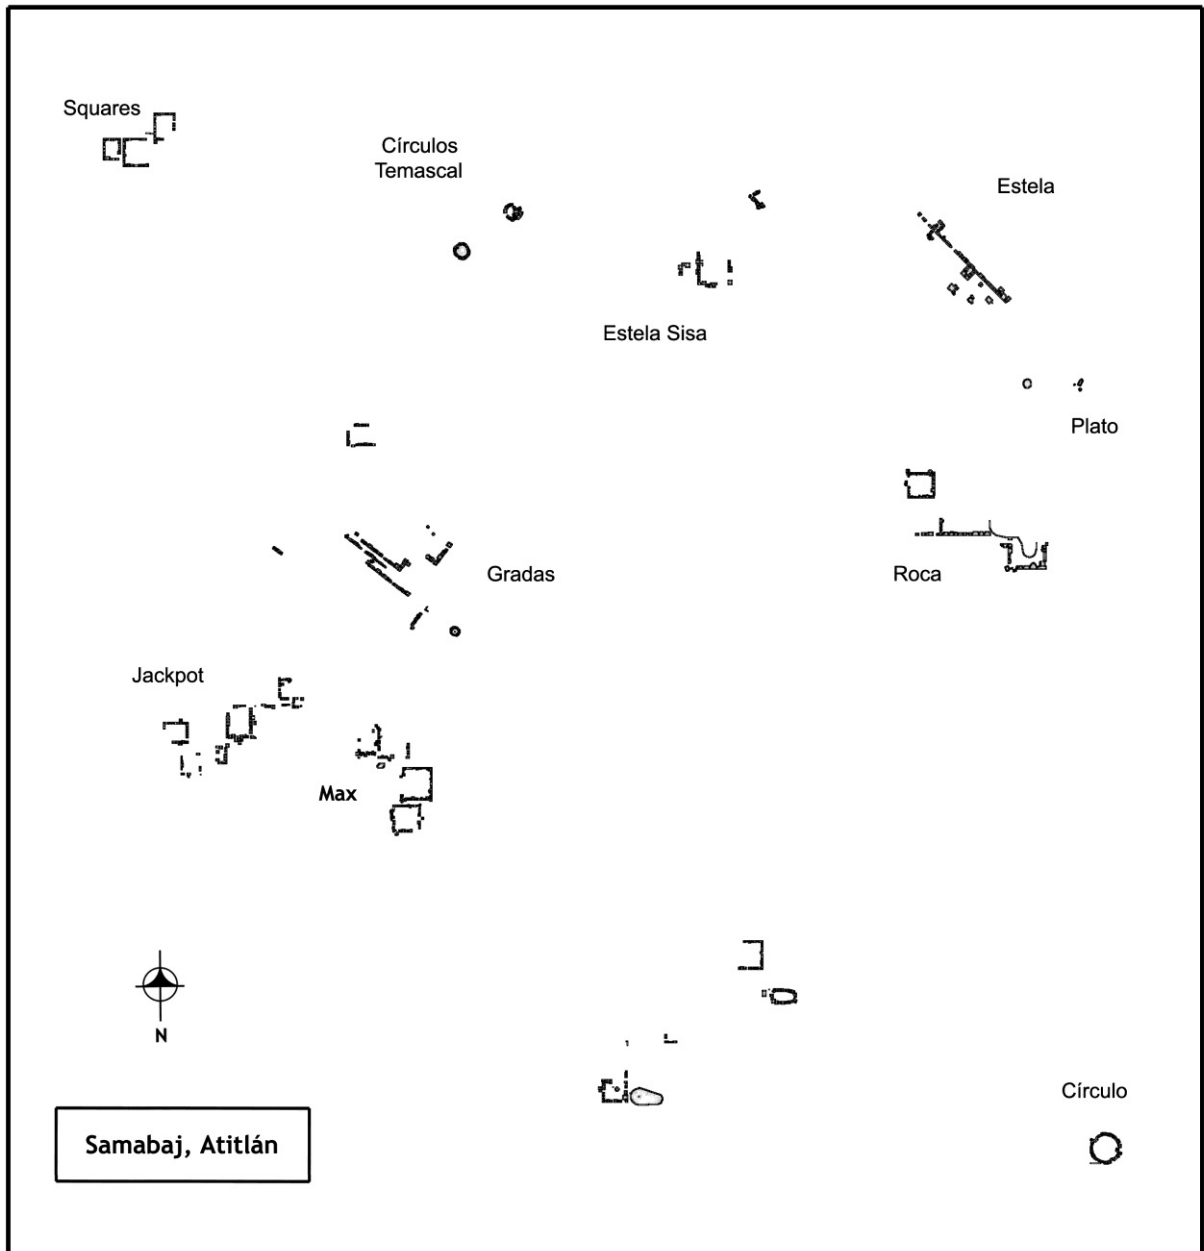 Squares
Círculos
Temascal
Estela
Estela Sisa
Plato
Gradas
Roca
Jackpot
Max
N
Círculo
Samabaj, Atitlán